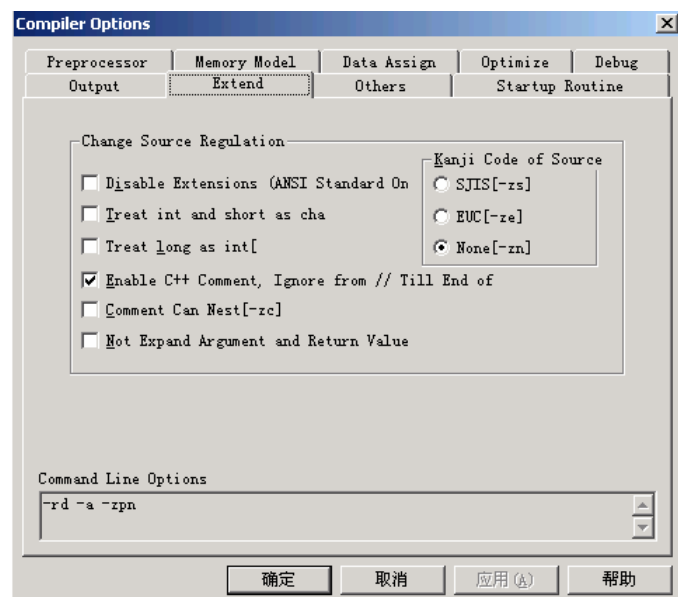 Compiler Options
Preprocessor Memory Model Data Assign Optimize Debug
Output Extend Others Startup Routine
Change Source Regulation
Kanji Code of Source
Disable Extensions (ANSI Standard On
SJIS[-zs]
Treat int and short as cha
EUC[-ze]
Treat long as int[
None[-zn]
Enable C++ Comment, Ignore from // Till End of
Comment Can Nest[-zc]
Not Expand Argument and Return Value
Command Line Options
-rd -a -zpn
确定 取消 应用(A) 帮助